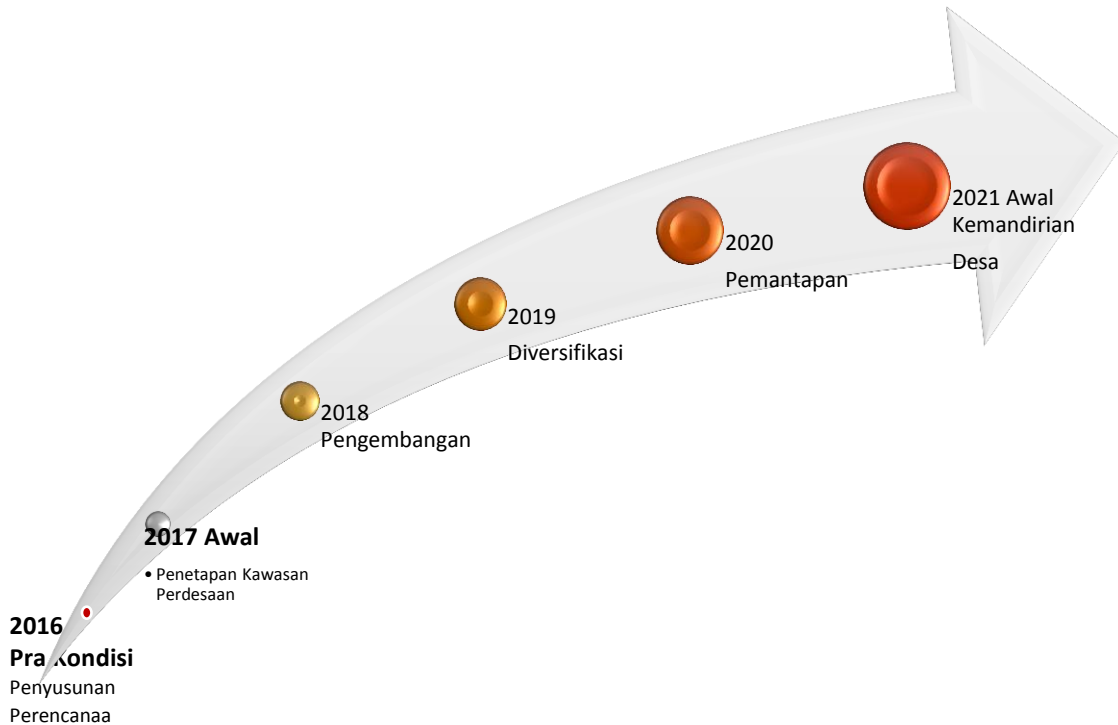 2021 Awal
Kemandirian
Desa
2020
Pemantapan
2019
Diversifikasi
2018
Pengembangan
2017 Awal
• Penetapan Kawasan
Perdesaan
2016
Pra Kondisi
Penyusunan
Perencanaa